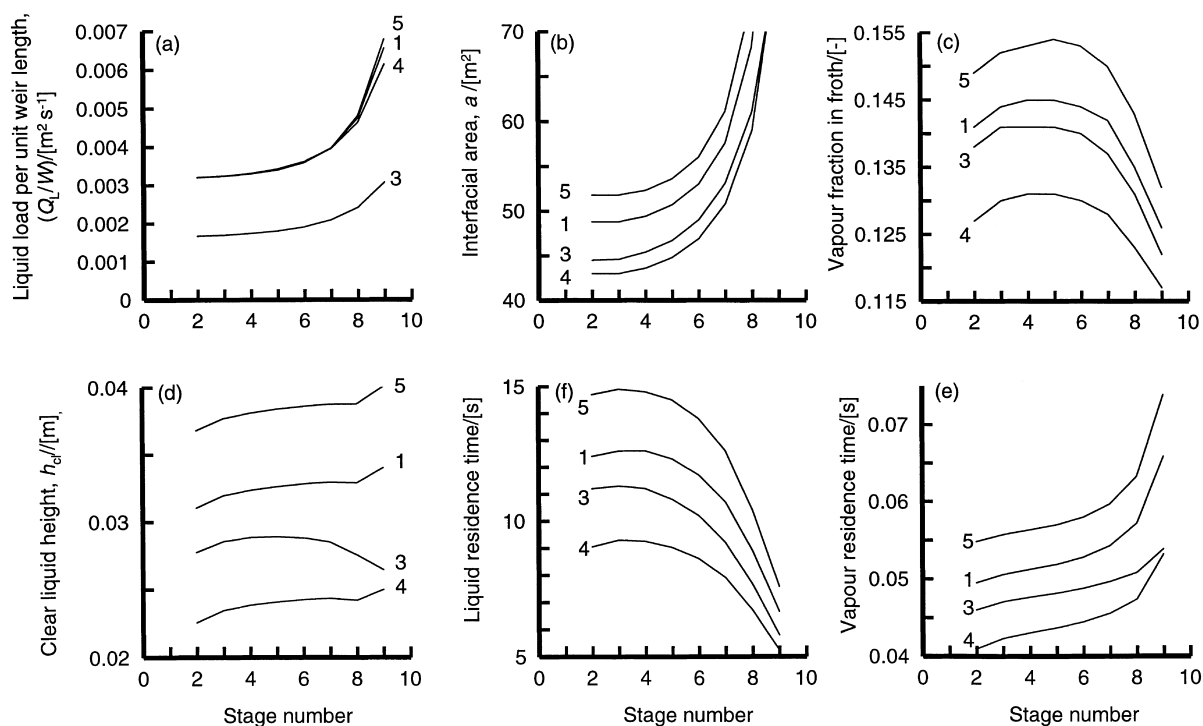 Liquid load per unit weir length,
(Q_L/W)/[m² s⁻¹]
0.007
0.006
0.005
0.004
0.003
0.002
0.001
0
(a)
5
1
4
3
0 2 4 6 8 10
Interfacial area, a /[m²]
70
60
50
40
(b)
5
1
3
4
0 2 4 6 8 10
Vapour fraction in froth/[-]
0.155
0.145
0.135
0.125
0.115
(c)
5
1
3
4
0 2 4 6 8 10
Clear liquid height, h_cl//[m],
0.04
0.03
0.02
(d)
5
1
3
4
0 2 4 6 8 10
Stage number
Liquid residence time/[s]
15
10
5
(f)
5
1
3
4
0 2 4 6 8 10
Stage number
Vapour residence time/[s]
0.07
0.06
0.05
0.04
(e)
5
1
3
4
0 2 4 6 8 10
Stage number